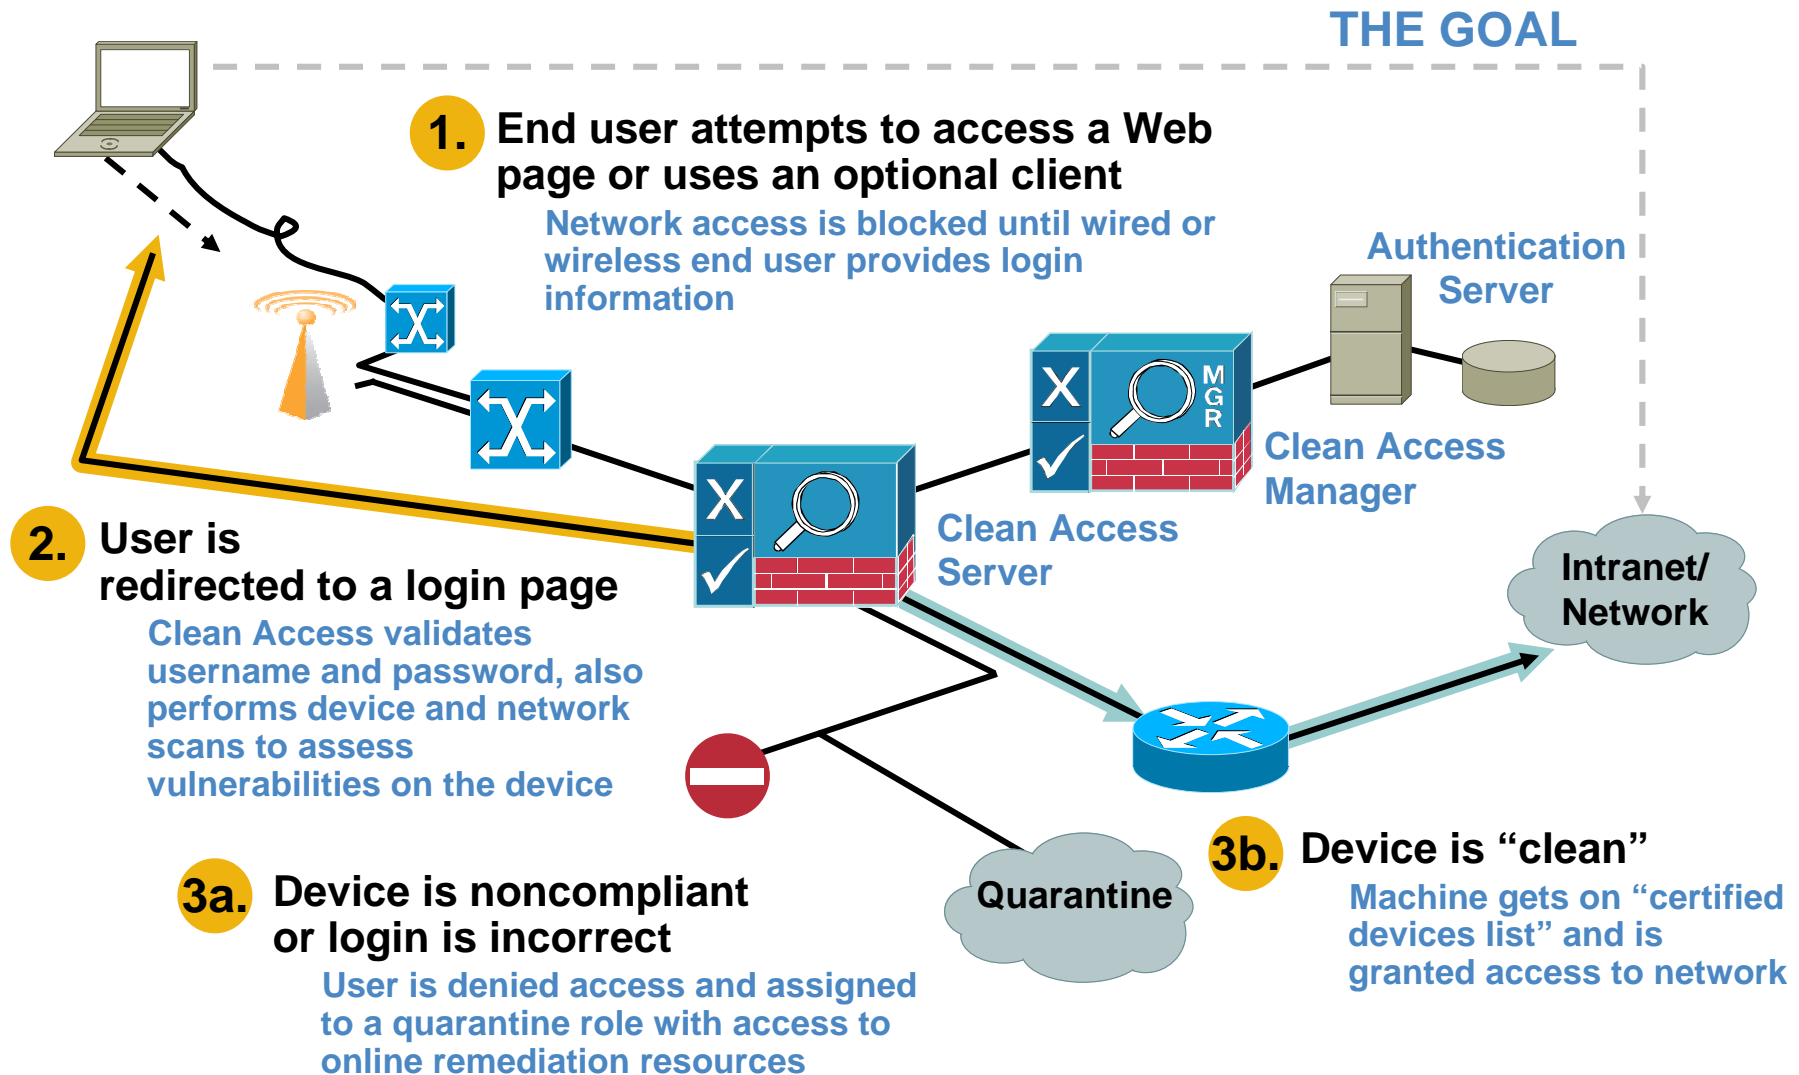 THE GOAL
1.
End user attempts to access a Web
page or uses an optional client
Network access is blocked until wired or
wireless end user provides login
information
Authentication
Server
X
MGR
Clean Access
Manager
X
Clean Access
Server
Intranet/
Network
2.
User is
redirected to a login page
Clean Access validates
username and password, also
performs device and network
scans to assess
vulnerabilities on the device
3a.
Device is noncompliant
or login is incorrect
User is denied access and assigned
to a quarantine role with access to
online remediation resources
Quarantine
3b.
Device is “clean”
Machine gets on “certified
devices list” and is
granted access to network